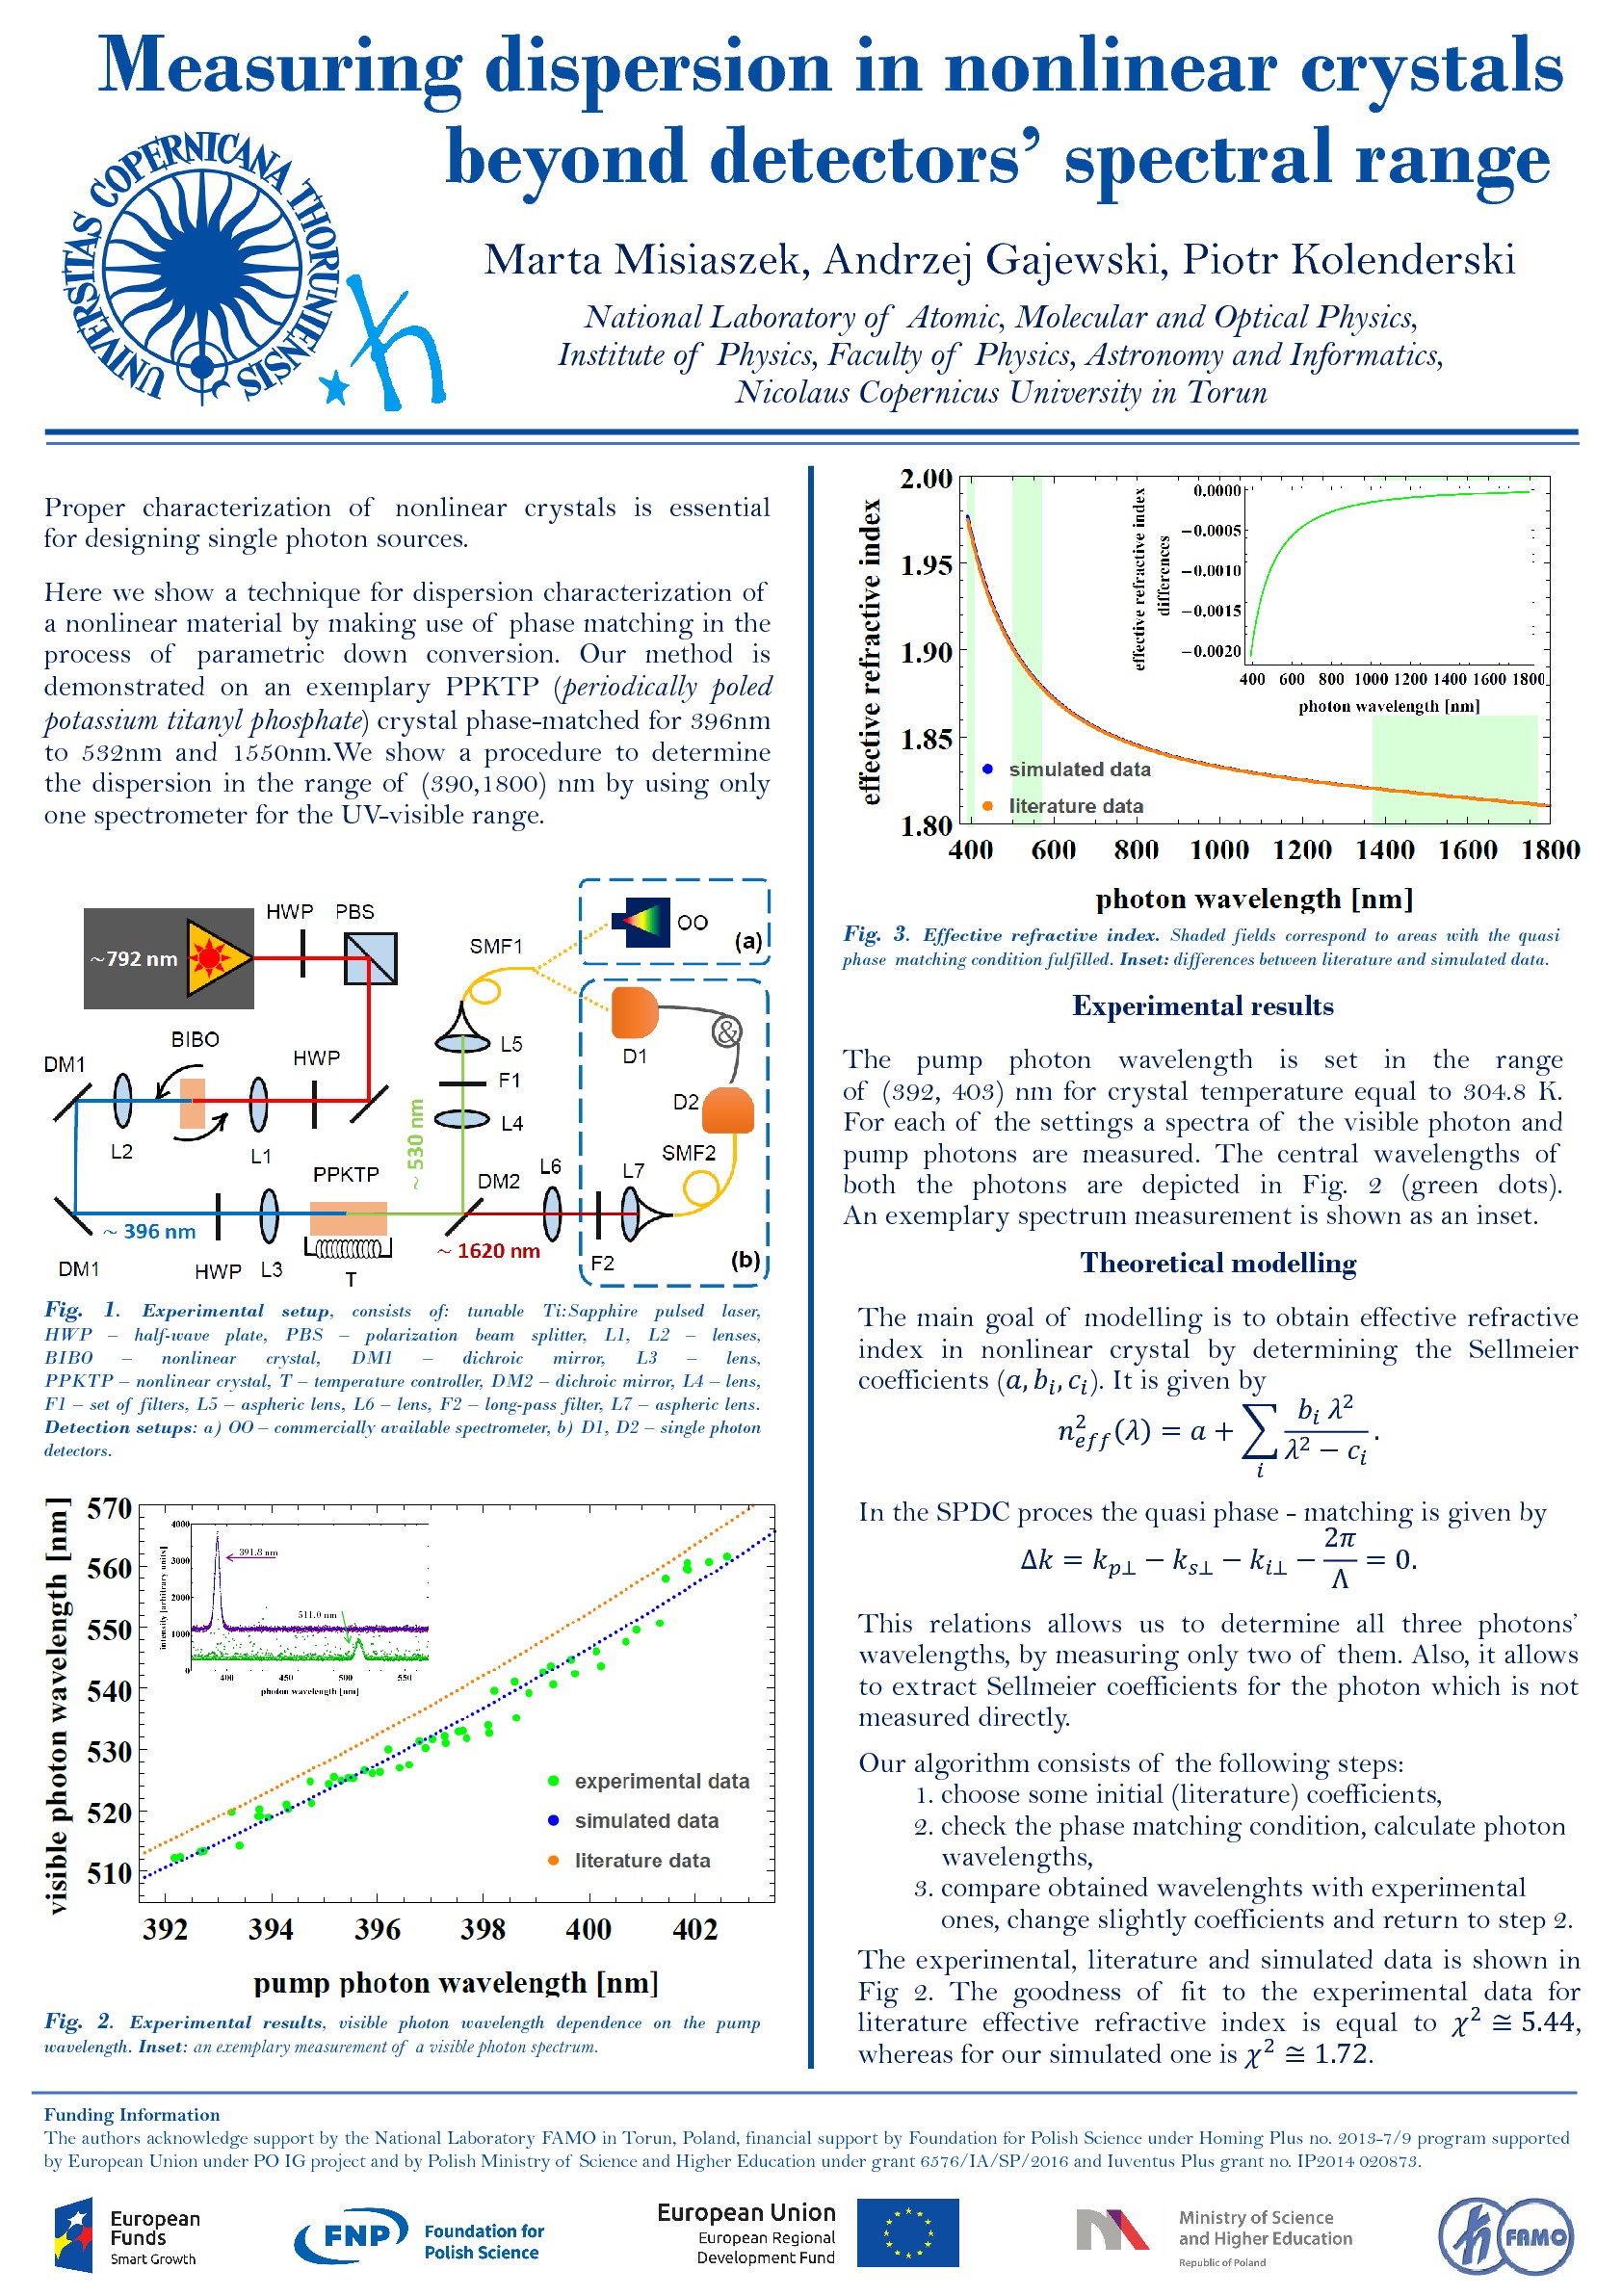 Measuring dispersion in nonlinear crystals
beyond detectors’ spectral range
UNIVERSITAS COPERNICANA THORUNIENSIS
Marta Misiaszek, Andrzej Gajewski, Piotr Kolenderski
National Laboratory of Atomic, Molecular and Optical Physics,
Institute of Physics, Faculty of Physics, Astronomy and Informatics,
Nicolaus Copernicus University in Torun
Proper characterization of nonlinear crystals is essential
for designing single photon sources.
Here we show a technique for dispersion characterization of
a nonlinear material by making use of phase matching in the
process of parametric down conversion. Our method is
demonstrated on an exemplary PPKTP (periodically poled
potassium titanyl phosphate) crystal phase-matched for 396nm
to 532nm and 1550nm.We show a procedure to determine
the dispersion in the range of (390,1800) nm by using only
one spectrometer for the UV-visible range.
~792 nm
HWP PBS
SMF1
OO
(a)
BIBO
HWP
DM1
L5
F1
L4
D1
&
D2
L2
L1
~ 530 nm
PPKTP
DM2
L6
L7
SMF2
~ 396 nm
~ 1620 nm
(b)
DM1
HWP
L3
T
F2
Fig. 1. Experimental setup, consists of: tunable Ti:Sapphire pulsed laser,
HWP – half-wave plate, PBS – polarization beam splitter, L1, L2 – lenses,
BIBO – nonlinear crystal, DM1 – dichroic mirror, L3 – lens,
PPKTP – nonlinear crystal, T – temperature controller, DM2 – dichroic mirror, L4 – lens,
F1 – set of filters, L5 – aspheric lens, L6 – lens, F2 – long-pass filter, L7 – aspheric lens.
Detection setups: a) OO – commercially available spectrometer, b) D1, D2 – single photon
detectors.
visible photon wavelength [nm]
570
560
550
540
530
520
510
intensity [arbitrary units]
4000
3000
2000
1000
0
391.8 nm
511.0 nm
400 450 500 550
photon wavelength [nm]
experimental data
simulated data
literature data
392 394 396 398 400 402
pump photon wavelength [nm]
Fig. 2. Experimental results, visible photon wavelength dependence on the pump
wavelength. Inset: an exemplary measurement of a visible photon spectrum.
effective refractive index
2.00
1.95
1.90
1.85
1.80
effective refractive index
differences
0.0000
−0.0005
−0.0010
−0.0015
−0.0020
400 600 800 1000 1200 1400 1600 1800
photon wavelength [nm]
simulated data
literature data
400 600 800 1000 1200 1400 1600 1800
photon wavelength [nm]
Fig. 3. Effective refractive index. Shaded fields correspond to areas with the quasi
phase matching condition fulfilled. Inset: differences between literature and simulated data.
Experimental results
The pump photon wavelength is set in the range
of (392, 403) nm for crystal temperature equal to 304.8 K.
For each of the settings a spectra of the visible photon and
pump photons are measured. The central wavelengths of
both the photons are depicted in Fig. 2 (green dots).
An exemplary spectrum measurement is shown as an inset.
Theoretical modelling
The main goal of modelling is to obtain effective refractive
index in nonlinear crystal by determining the Sellmeier
coefficients (a, bᵢ, cᵢ). It is given by
n²eff(λ) = a + ∑ᵢ bᵢ λ² / (λ² − cᵢ).
In the SPDC proces the quasi phase - matching is given by
Δk = kp⊥ − ks⊥ − ki⊥ − 2π/Λ = 0.
This relations allows us to determine all three photons’
wavelengths, by measuring only two of them. Also, it allows
to extract Sellmeier coefficients for the photon which is not
measured directly.
Our algorithm consists of the following steps:
1. choose some initial (literature) coefficients,
2. check the phase matching condition, calculate photon
wavelengths,
3. compare obtained wavelenghts with experimental
ones, change slightly coefficients and return to step 2.
The experimental, literature and simulated data is shown in
Fig 2. The goodness of fit to the experimental data for
literature effective refractive index is equal to χ² ≅ 5.44,
whereas for our simulated one is χ² ≅ 1.72.
Funding Information
The authors acknowledge support by the National Laboratory FAMO in Torun, Poland, financial support by Foundation for Polish Science under Homing Plus no. 2013-7/9 program supported
by European Union under PO IG project and by Polish Ministry of Science and Higher Education under grant 6576/IA/SP/2016 and Iuventus Plus grant no. IP2014 020873.
European
Funds
Smart Growth
FNP
Foundation for
Polish Science
European Union
European Regional
Development Fund
Ministry of Science
and Higher Education
Republic of Poland
FAMO